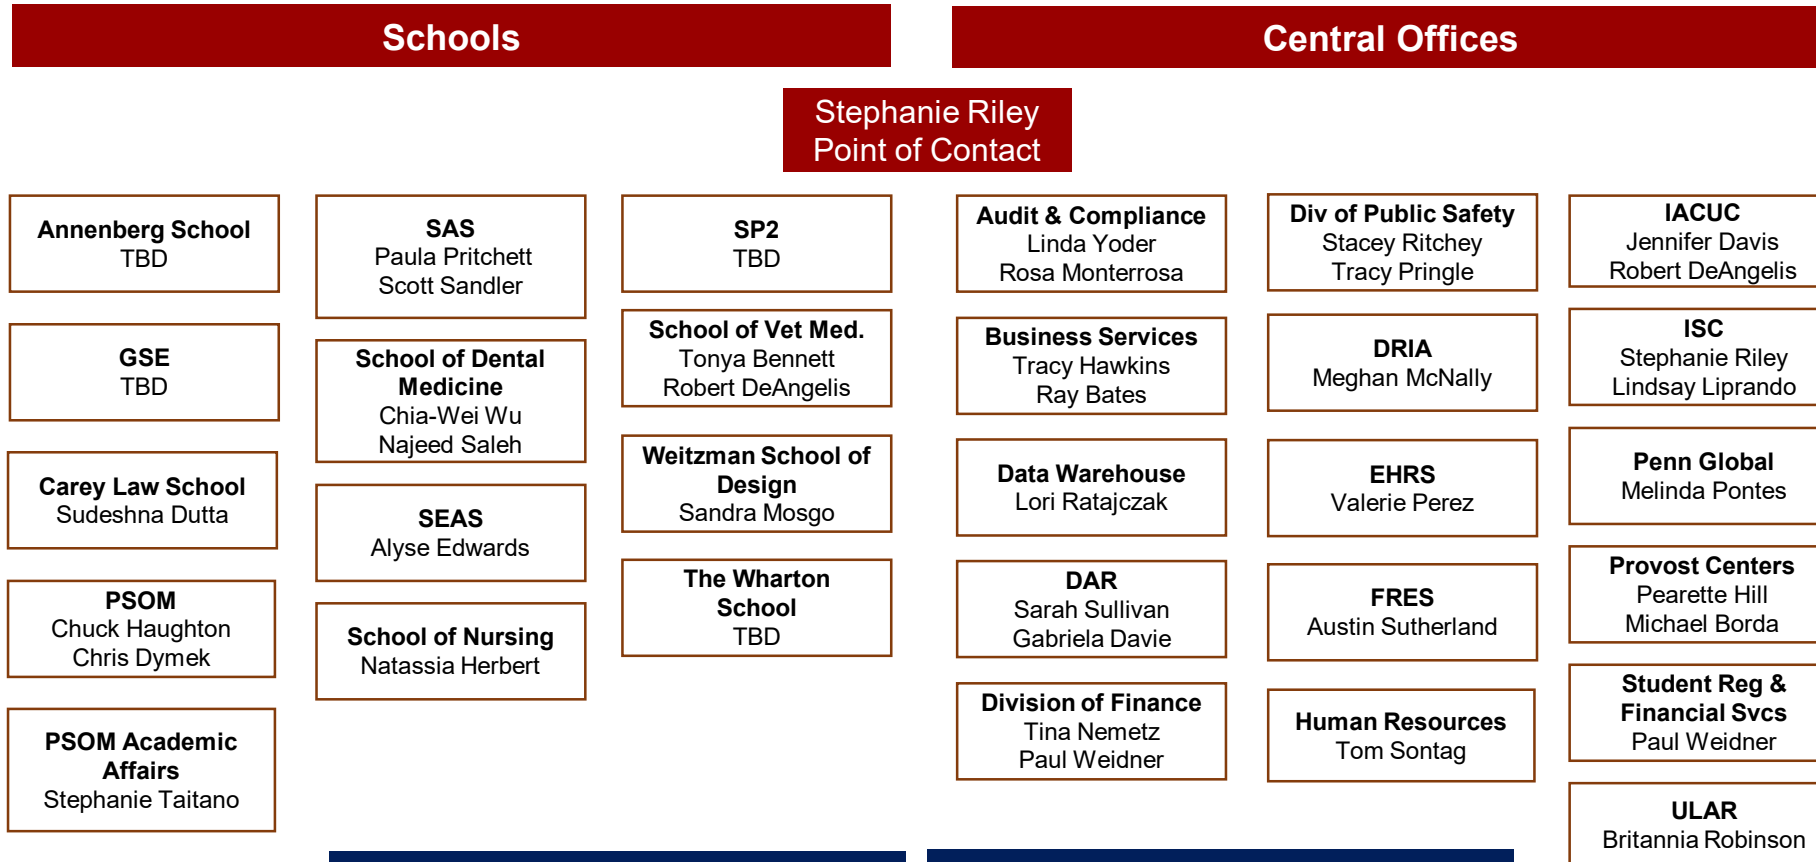 Schools
Central Offices
Stephanie Riley
Point of Contact
Annenberg School
TBD
GSE
TBD
Carey Law School
Sudeshna Dutta
PSOM
Chuck Haughton
Chris Dymek
PSOM Academic
Affairs
Stephanie Taitano
SAS
Paula Pritchett
Scott Sandler
School of Dental
Medicine
Chia-Wei Wu
Najeed Saleh
SEAS
Alyse Edwards
School of Nursing
Natassia Herbert
SP2
TBD
School of Vet Med.
Tonya Bennett
Robert DeAngelis
Weitzman School of
Design
Sandra Mosgo
The Wharton
School
TBD
Audit & Compliance
Linda Yoder
Rosa Monterrosa
Business Services
Tracy Hawkins
Ray Bates
Data Warehouse
Lori Ratajczak
DAR
Sarah Sullivan
Gabriela Davie
Division of Finance
Tina Nemetz
Paul Weidner
Div of Public Safety
Stacey Ritchey
Tracy Pringle
DRIA
Meghan McNally
EHRS
Valerie Perez
FRES
Austin Sutherland
Human Resources
Tom Sontag
IACUC
Jennifer Davis
Robert DeAngelis
ISC
Stephanie Riley
Lindsay Liprando
Penn Global
Melinda Pontes
Provost Centers
Pearette Hill
Michael Borda
Student Reg &
Financial Svcs
Paul Weidner
ULAR
Britannia Robinson